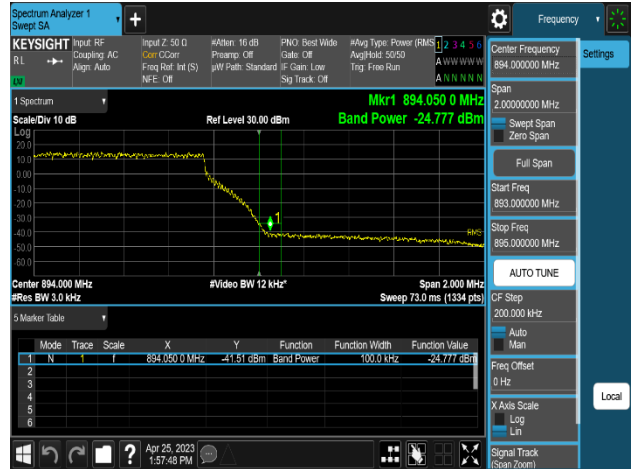 Spectrum Analyzer 1
Swept SA
Frequency
KEYSIGHT
RL
Input: RF
Coupling: AC
Align: Auto
Input Z: 50 Ω
Corr CCorr
Freq Ref: Int (S)
NFE: Off
#Atten: 16 dB
Preamp: Off
µW Path: Standard
PNO: Best Wide
Gate: Off
IF Gain: Low
Sig Track: Off
#Avg Type: Power (RMS
Avg|Hold: 50/50
Trig: Free Run
1 2 3 4 5 6
A W W W W W
A N N N N N
1 Spectrum
Scale/Div 10 dB
Ref Level 30.00 dBm
Mkr1 894.050 0 MHz
Band Power -24.777 dBm
Log
20.0
10.0
0.00
-10.0
-20.0
-30.0
-40.0
-50.0
-60.0
1
RMS
Center 894.000 MHz
#Video BW 12 kHz*
Span 2.000 MHz
#Res BW 3.0 kHz
Sweep 73.0 ms (1334 pts)
5 Marker Table
Mode Trace Scale X Y Function Function Width Function Value
1 N 1 f 894.050 0 MHz -41.51 dBm Band Power 100.0 kHz -24.777 dBm
2
3
4
5
6
Apr 25, 2023
1:57:48 PM
Center Frequency
894.000000 MHz
Settings
Span
2.00000000 MHz
Swept Span
Zero Span
Full Span
Start Freq
893.000000 MHz
Stop Freq
895.000000 MHz
AUTO TUNE
CF Step
200.000 kHz
Auto
Man
Freq Offset
0 Hz
Local
X Axis Scale
Log
Lin
Signal Track
(Span Zoom)